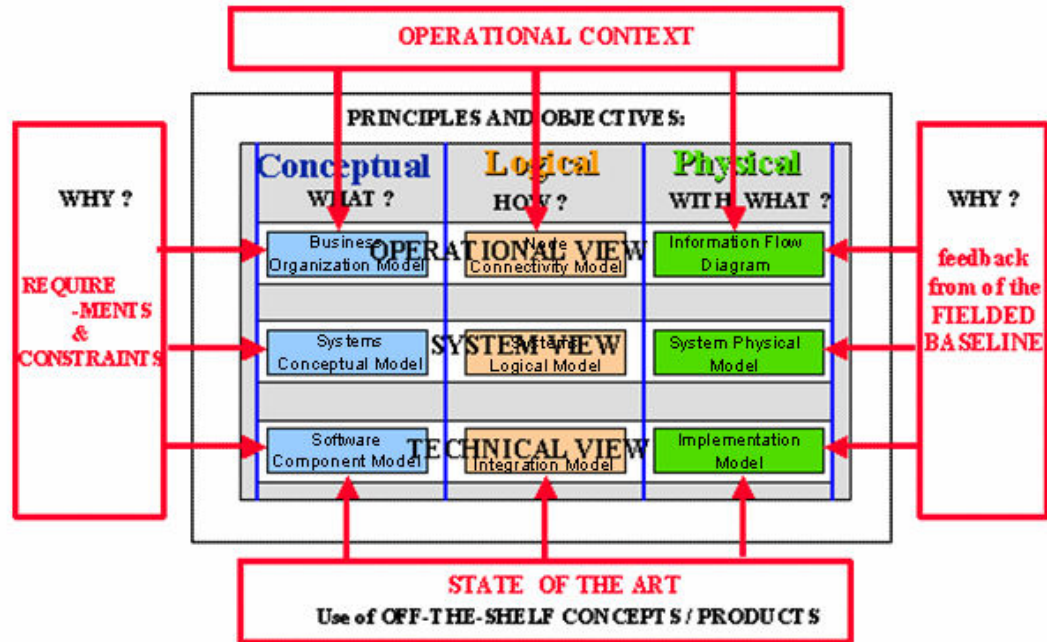 OPERATIONAL CONTEXT
PRINCIPLES AND OBJECTIVES:
Conceptual
Logical
Physical
WHAT ?
HOW ?
WITH WHAT ?
WHY ?
REQUIRE
-MENTS
&
CONSTRAINTS
OPERATIONAL VIEW
Business
Organization Model
Node
Connectivity Model
Information Flow
Diagram
SYSTEM VIEW
Systems
Conceptual Model
Systems
Logical Model
System Physical
Model
TECHNICAL VIEW
Software
Component Model
Integration Model
Implementation
Model
WHY ?
feedback
from of the
FIELDED
BASELINE
STATE OF THE ART
Use of OFF-THE-SHELF CONCEPTS / PRODUCTS